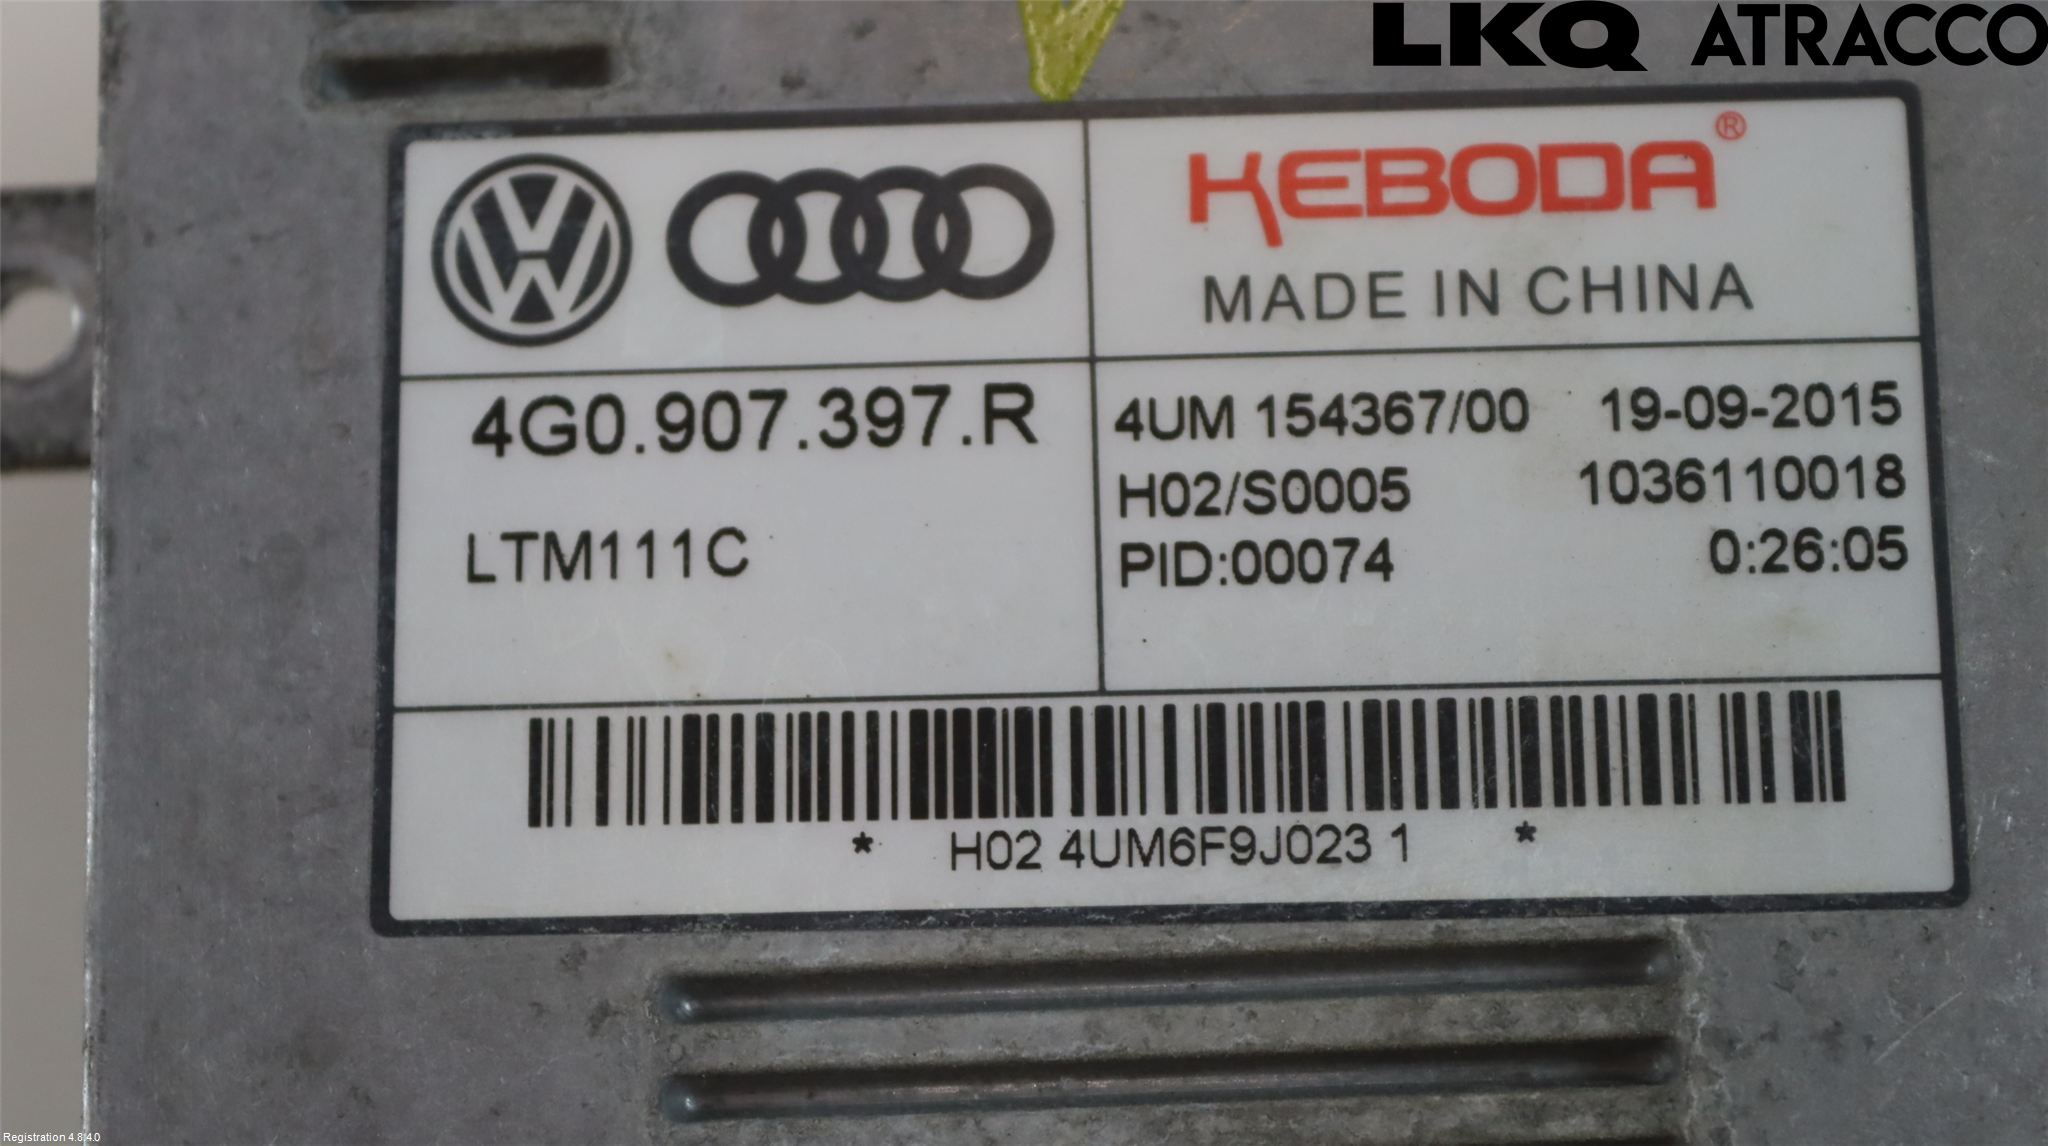 LKQ ATRACCO
KEBODA®
MADE IN CHINA
4G0.907.397.R
LTM111C
4UM 154367/00 19-09-2015
H02/S0005 1036110018
PID:00074 0:26:05
* H02 4UM6F9J023 1 *
Registration 4.8.4.0